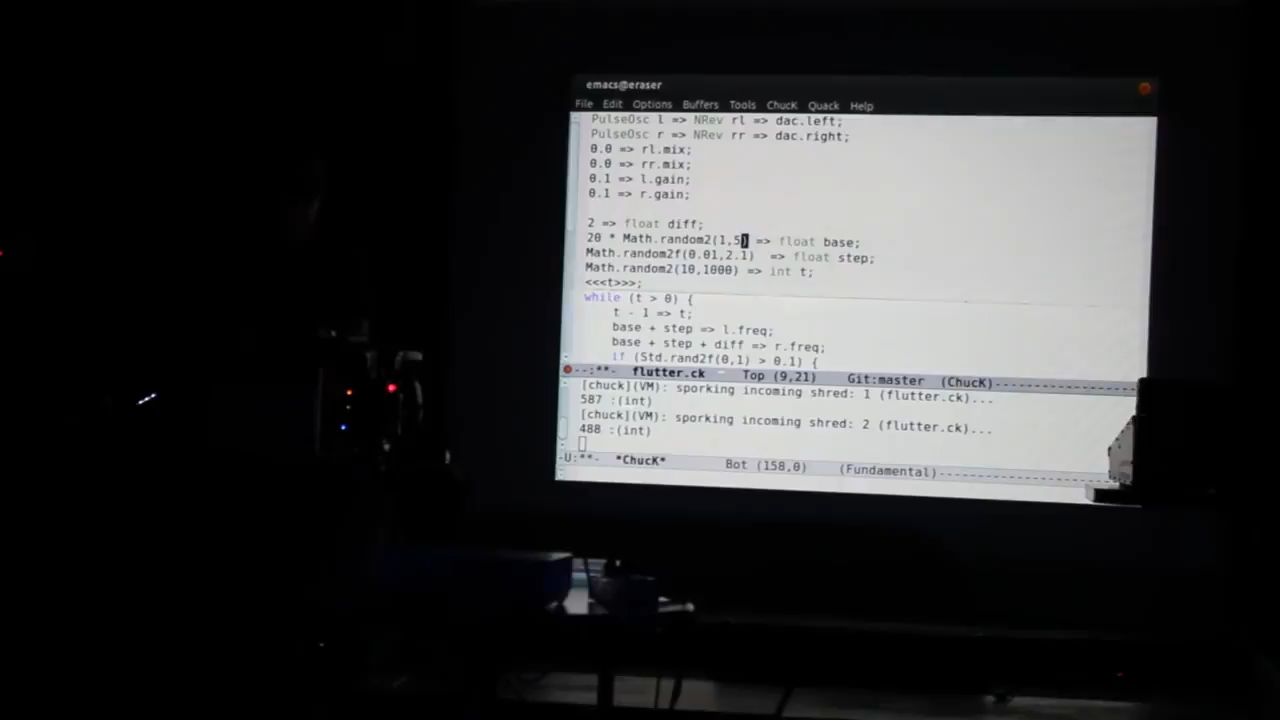 emacs@eraser
File Edit Options Buffers Tools ChucK Quack Help
PulseOsc l => NRev rl => dac.left;
PulseOsc r => NRev rr => dac.right;
0.0 => rl.mix;
0.0 => rr.mix;
0.1 => l.gain;
0.1 => r.gain;
2 => float diff;
20 * Math.random2(1,5) => float base;
Math.random2f(0.01,2.1)  => float step;
Math.random2(10,1000) => int t;
<<<t>>>;
while (t > 0) {
    t - 1 => t;
    base + step => l.freq;
    base + step + diff => r.freq;
    if (Std.rand2f(0,1) > 0.1) {
--:**-  flutter.ck     Top (9,21)    Git:master  (ChucK)----------------
[chuck](VM): sporking incoming shred: 1 (flutter.ck)...
587 :(int)
[chuck](VM): sporking incoming shred: 2 (flutter.ck)...
488 :(int)
-U:**-  *ChucK*        Bot (158,0)    (Fundamental)----------------------